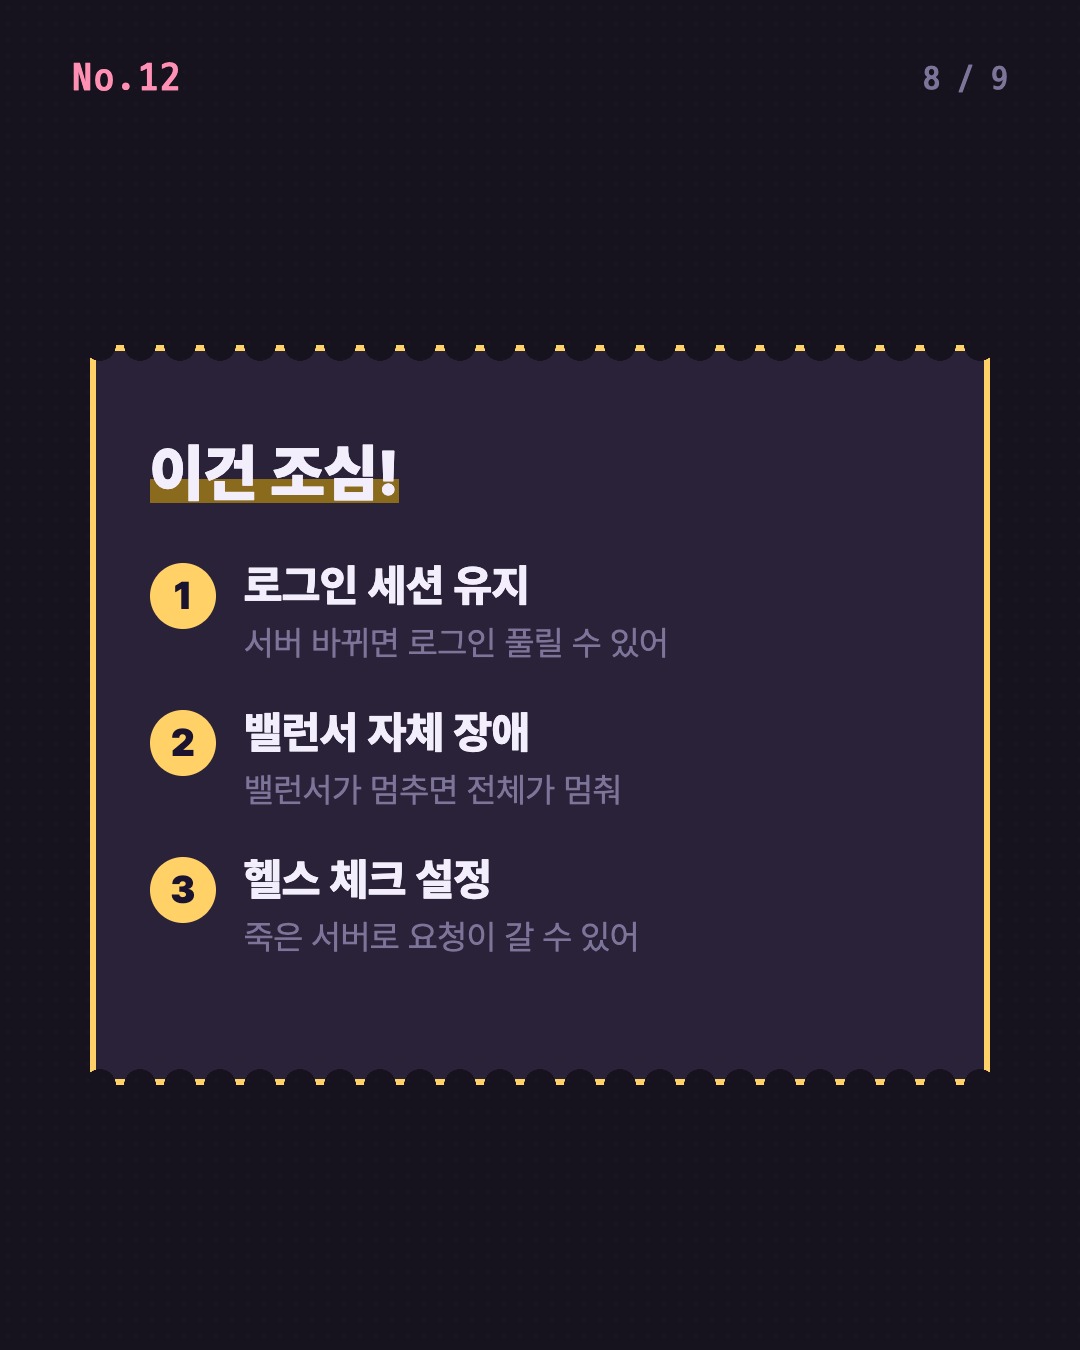 No.12
8 / 9
이건 조심!
1
로그인 세션 유지
서버 바뀌면 로그인 풀릴 수 있어
2
밸런서 자체 장애
밸런서가 멈추면 전체가 멈춰
3
헬스 체크 설정
죽은 서버로 요청이 갈 수 있어